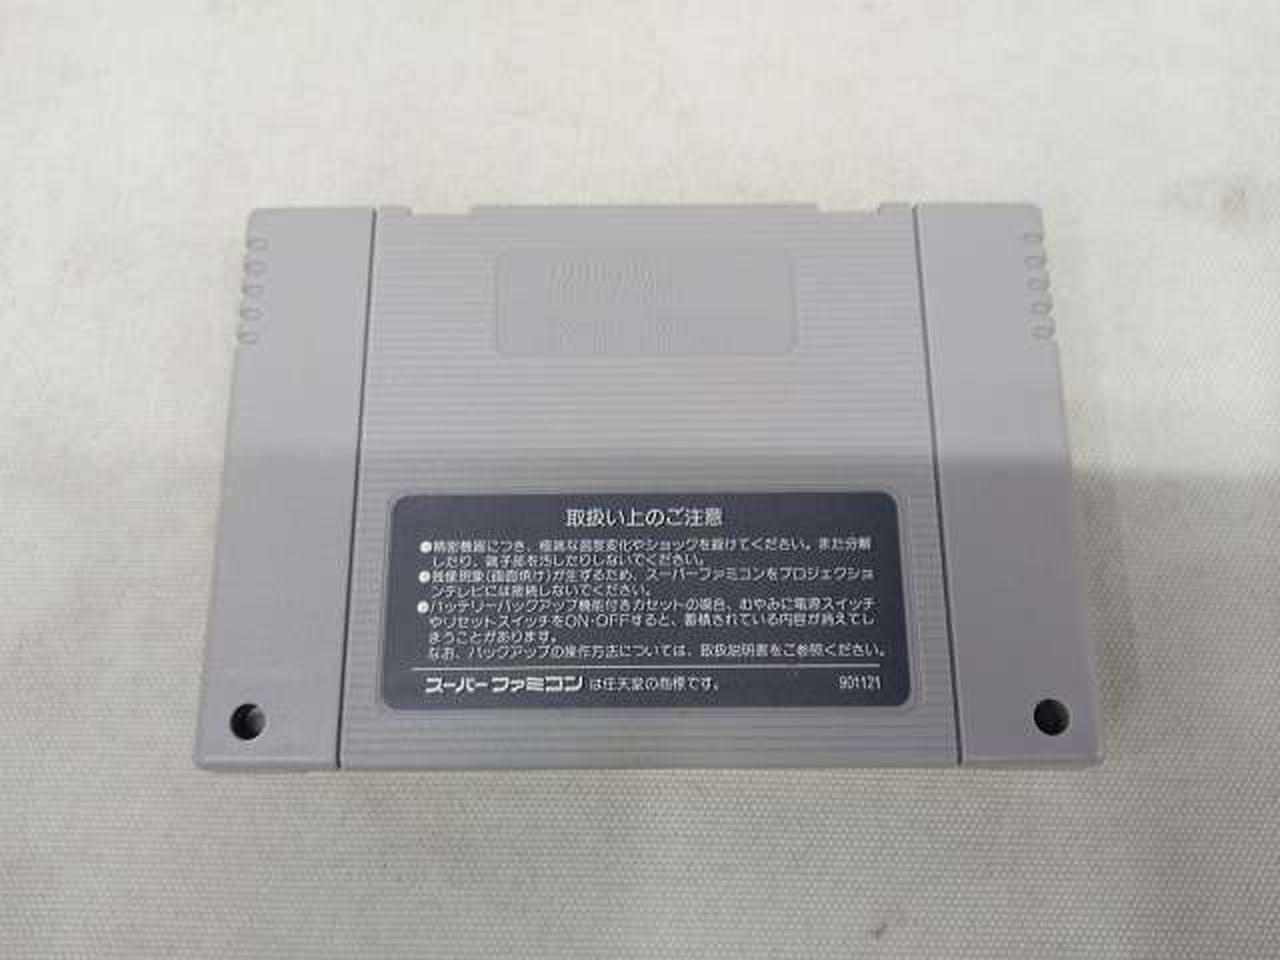 取扱い上のご注意
●精密機器につき、極端な温度変化やショックを避けてください。また分解
したり、端子部を汚したりしないでください。
●残像現象(画面焼け)が生ずるため、スーパーファミコンをプロジェクショ
ンテレビには接続しないでください。
●バッテリーバックアップ機能付きカセットの場合、むやみに電源スイッチ
やリセットスイッチをON・OFFすると、蓄積されている内容が消えてし
まうことがあります。
なお、バックアップの操作方法については、取扱説明書をご参照ください。
スーパーファミコンは任天堂の商標です。
901121